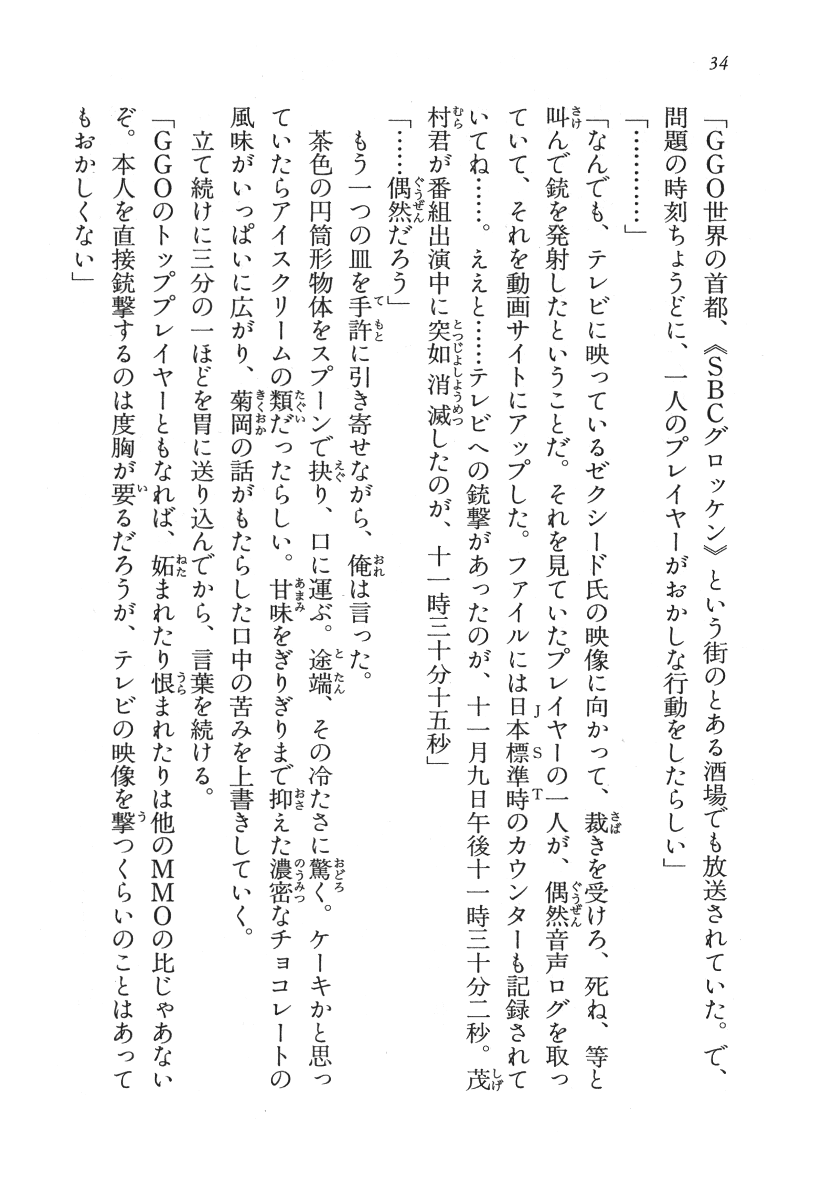 34
「GGO世界の首都、《SBCグロッケン》という街のとある酒場でも放送されていた。で、
問題の時刻ちょうどに、一人のプレイヤーがおかしな行動をしたらしい」
「…………」
「なんでも、テレビに映っているゼクシード氏の映像に向かって、裁きを受けろ、死ね、等と
叫んで銃を発射したということだ。それを見ていたプレイヤーの一人が、偶然音声ログを取っ
ていて、それを動画サイトにアップした。ファイルには日本標準時のカウンターも記録されて
いてね……。ええと……テレビへの銃撃があったのが、十一月九日午後十一時三十分二秒。茂
村君が番組出演中に突如消滅したのが、十一時三十分十五秒」
「……偶然だろう」
もう一つの皿を手許に引き寄せながら、俺は言った。
茶色の円筒形物体をスプーンで抉り、口に運ぶ。途端、その冷たさに驚く。ケーキかと思っ
ていたらアイスクリームの類だったらしい。甘味をぎりぎりまで抑えた濃密なチョコレートの
風味がいっぱいに広がり、菊岡の話がもたらした口中の苦みを上書きしていく。
立て続けに三分の一ほどを胃に送り込んでから、言葉を続ける。
「GGOのトッププレイヤーともなれば、妬まれたり恨まれたりは他のMMOの比じゃあない
ぞ。本人を直接銃撃するのは度胸が要るだろうが、テレビの映像を撃つくらいのことはあって
もおかしくない」